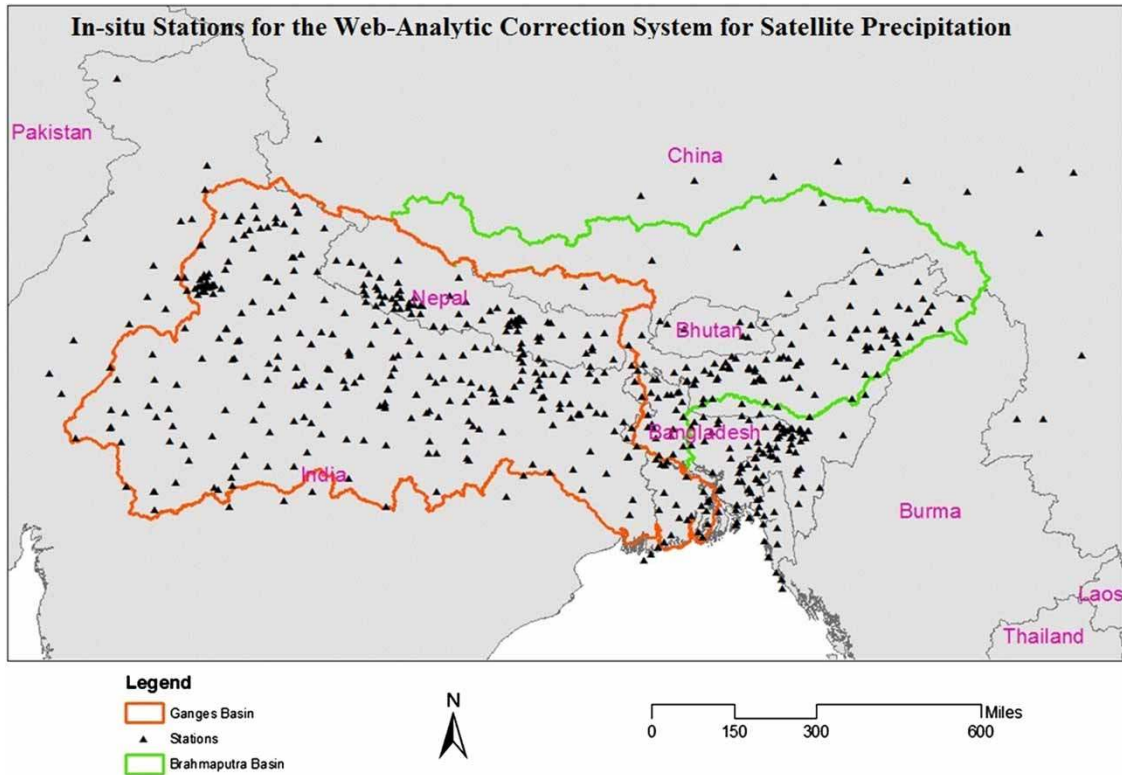 In-situ Stations for the Web-Analytic Correction System for Satellite Precipitation
Pakistan
China
Nepal
Bhutan
Bangladesh
India
Burma
Laos
Thailand
Legend
Ganges Basin
Stations
Brahmaputra Basin
N
Miles
0 150 300 600